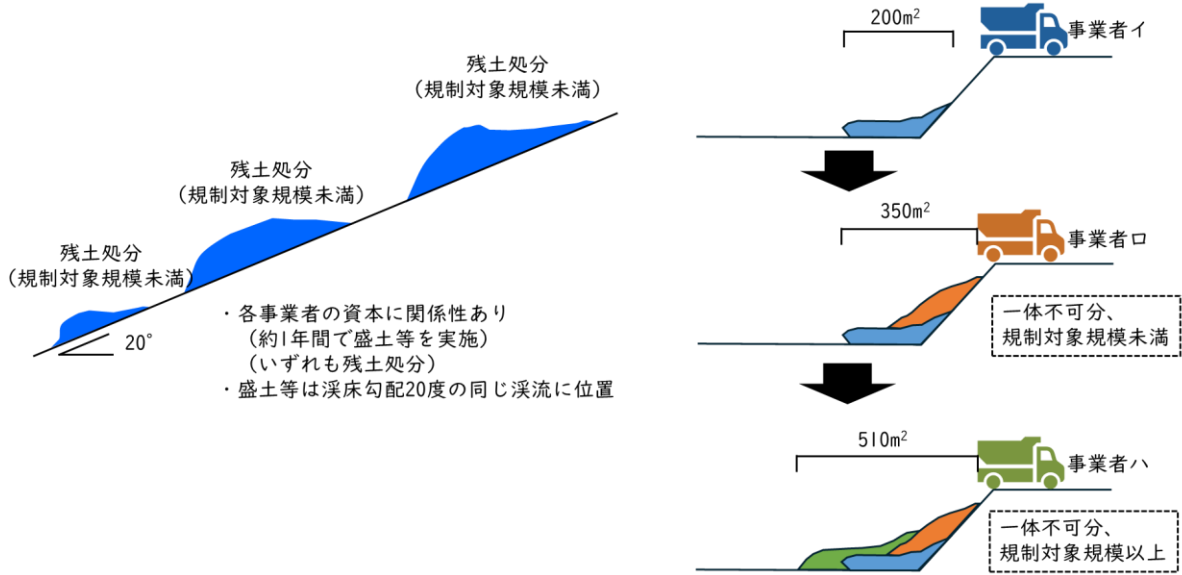 残土処分
(規制対象規模未満)
残土処分
(規制対象規模未満)
残土処分
(規制対象規模未満)
20°
・各事業者の資本に関係性あり
(約1年間で盛土等を実施)
(いずれも残土処分)
・盛土等は渓床勾配20度の同じ渓流に位置
200m²
事業者イ
350m²
事業者ロ
一体不可分、
規制対象規模未満
510m²
事業者ハ
一体不可分、
規制対象規模以上